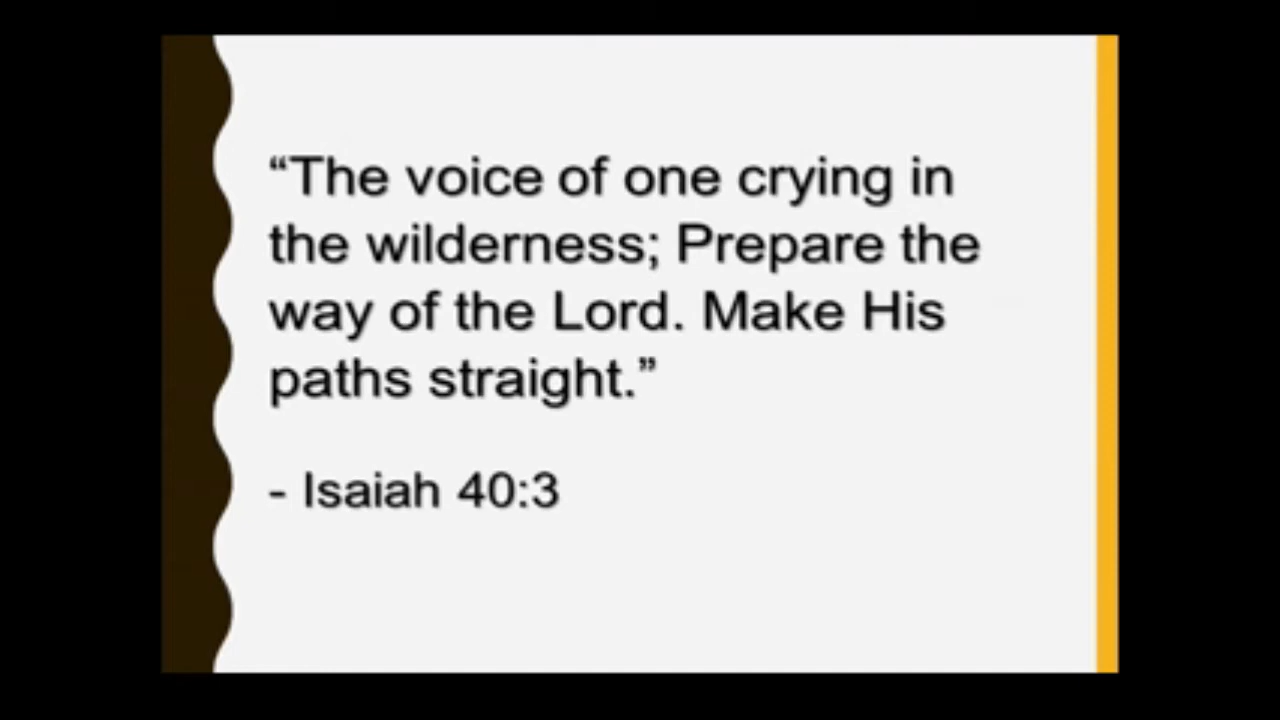 “The voice of one crying in
the wilderness; Prepare the
way of the Lord. Make His
paths straight.”
- Isaiah 40:3